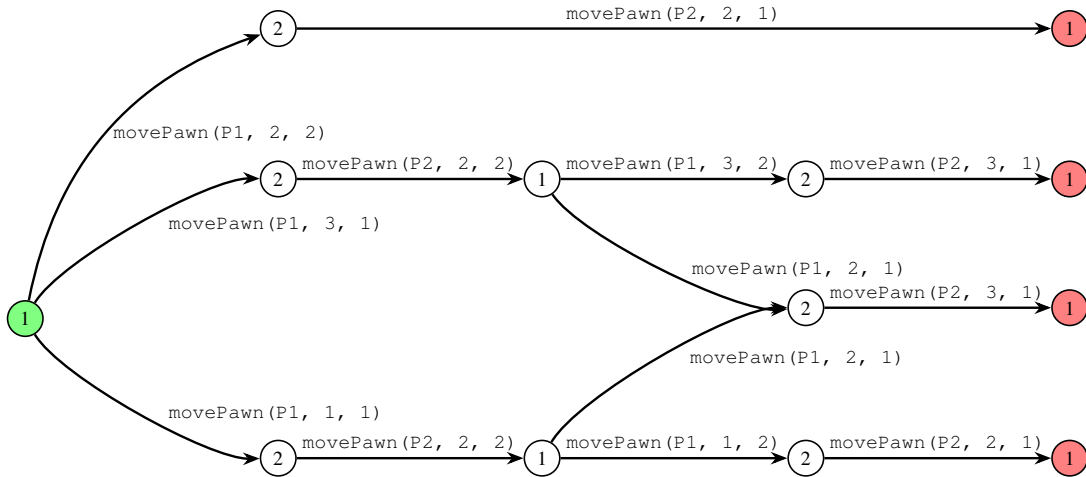 2
movePawn(P2, 2, 1)
1
movePawn(P1, 2, 2)
2
movePawn(P2, 2, 2)
1
movePawn(P1, 3, 2)
2
movePawn(P2, 3, 1)
1
movePawn(P1, 3, 1)
movePawn(P1, 2, 1)
2
movePawn(P2, 3, 1)
1
1
movePawn(P1, 2, 1)
movePawn(P1, 1, 1)
2
movePawn(P2, 2, 2)
1
movePawn(P1, 1, 2)
2
movePawn(P2, 2, 1)
1